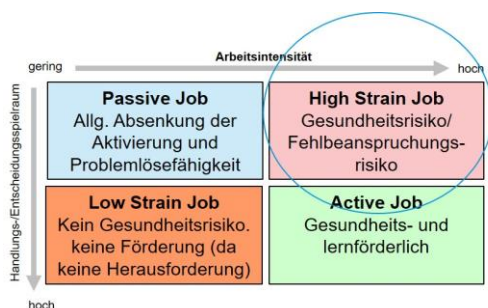 Arbeitsintensität
gering
hoch
Handlungs-/Entscheidungsspielraum
Passive Job
Allg. Absenkung der
Aktivierung und
Problemlösefähigkeit
High Strain Job
Gesundheitsrisiko/
Fehlbeanspruchungs-
risiko
Low Strain Job
Kein Gesundheitsrisiko.
keine Förderung (da
keine Herausforderung)
Active Job
Gesundheits- und
lernförderlich
hoch